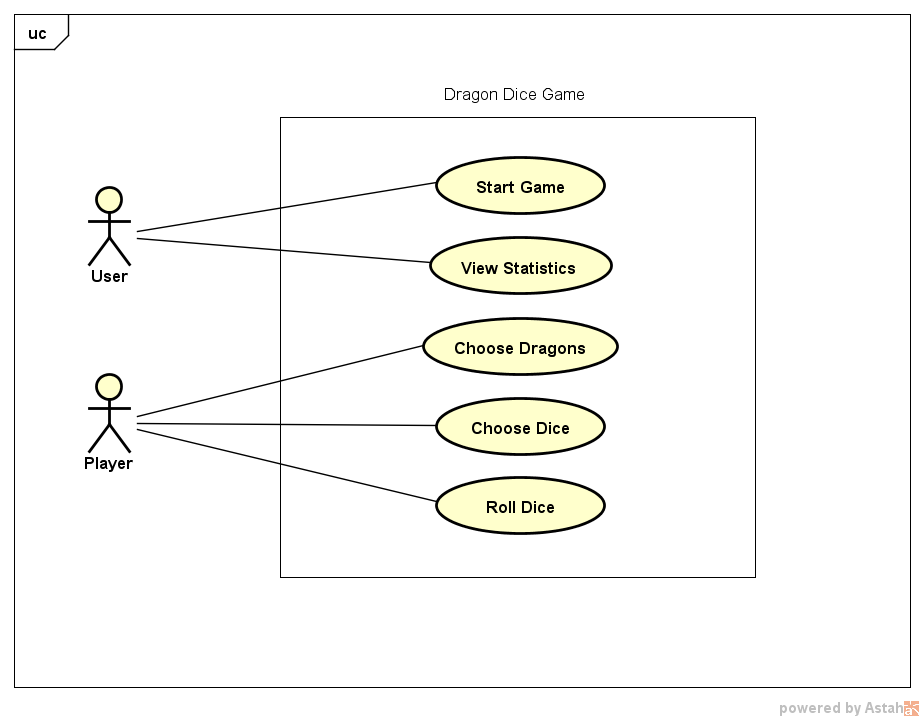 uc
Dragon Dice Game
Start Game
View Statistics
User
Choose Dragons
Choose Dice
Player
Roll Dice
powered by Astah